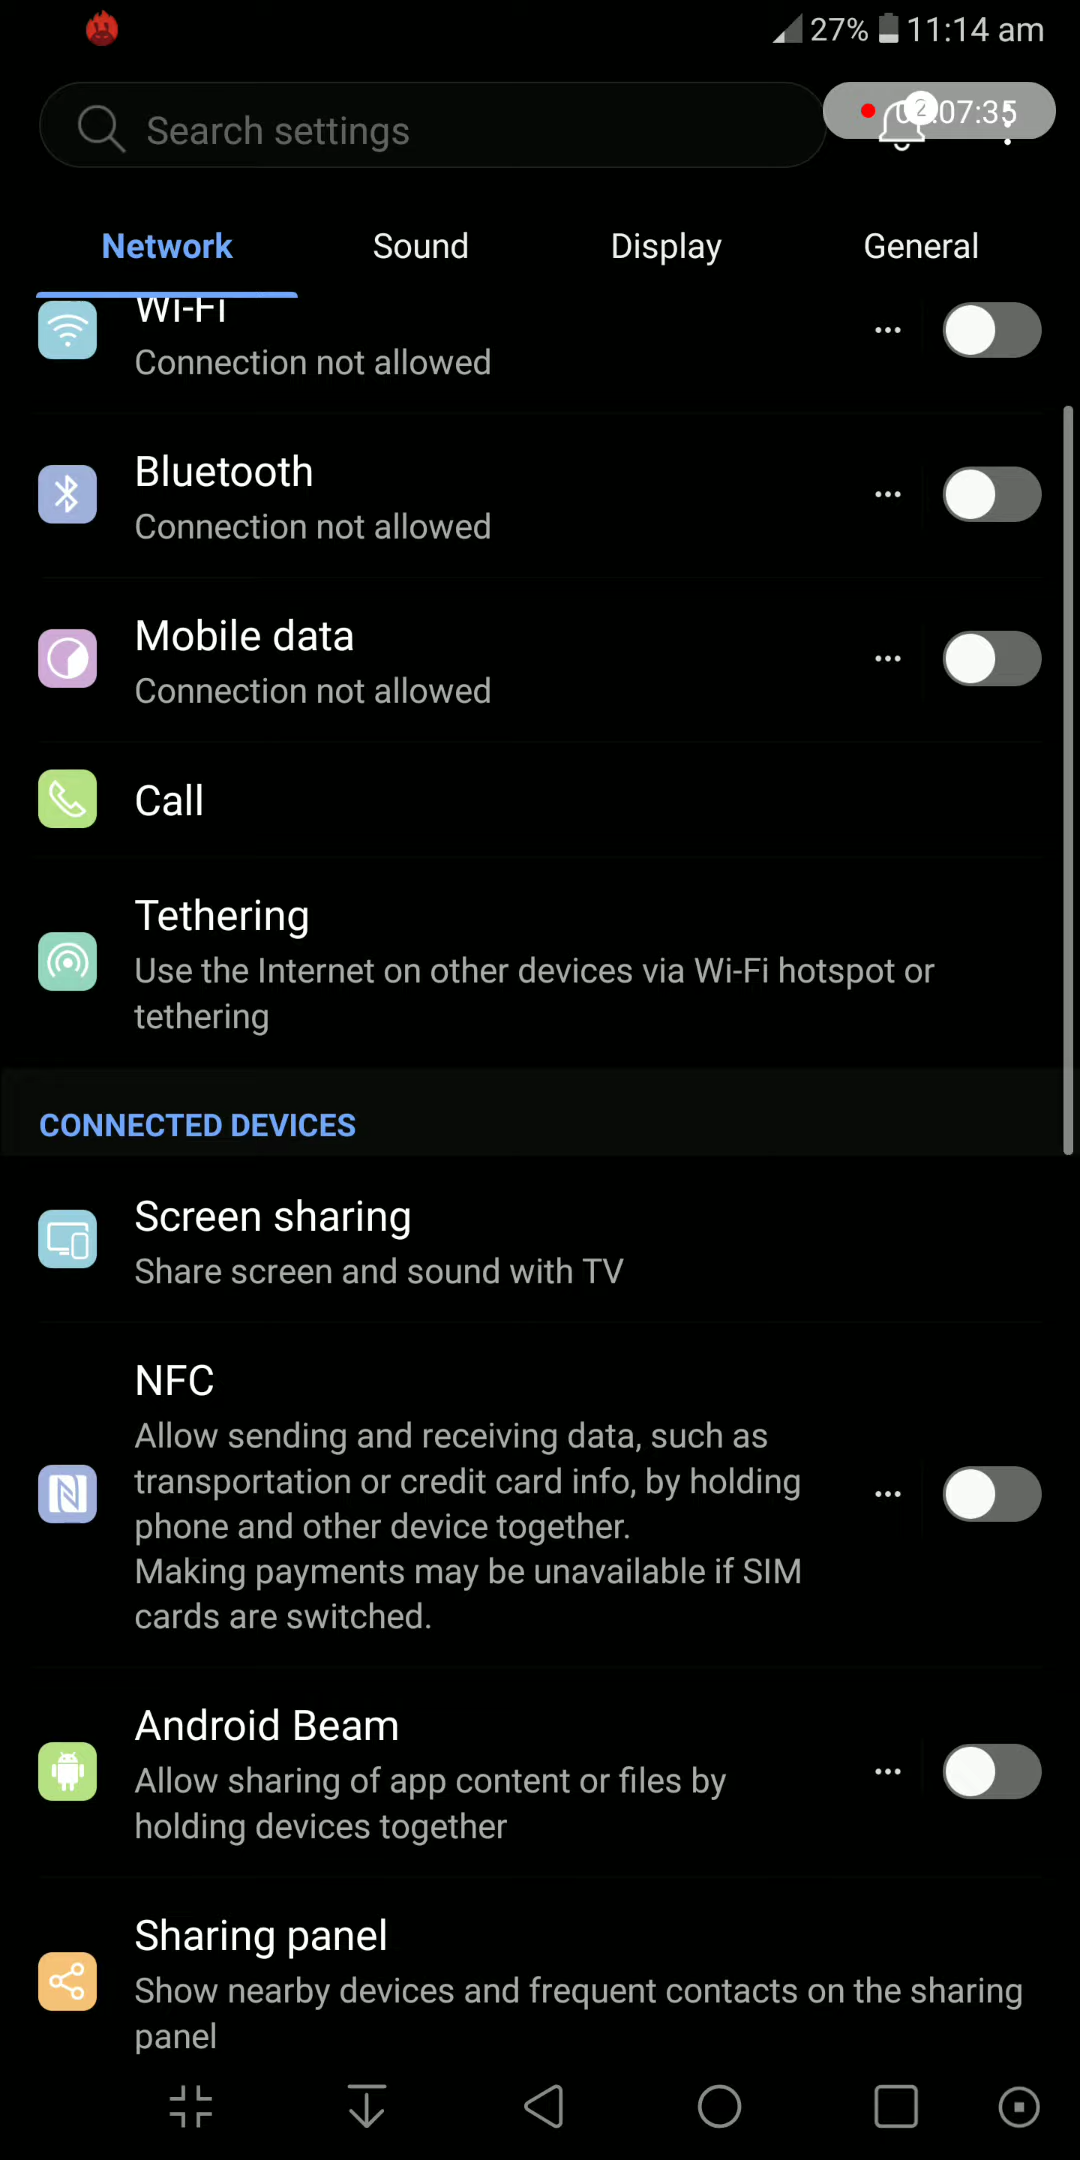 27% 11:14 am
Search settings
2
07:35
Network Sound Display General
Wi-Fi
Connection not allowed
Bluetooth
Connection not allowed
Mobile data
Connection not allowed
Call
Tethering
Use the Internet on other devices via Wi-Fi hotspot or
tethering
CONNECTED DEVICES
Screen sharing
Share screen and sound with TV
NFC
Allow sending and receiving data, such as
transportation or credit card info, by holding
phone and other device together.
Making payments may be unavailable if SIM
cards are switched.
Android Beam
Allow sharing of app content or files by
holding devices together
Sharing panel
Show nearby devices and frequent contacts on the sharing
panel